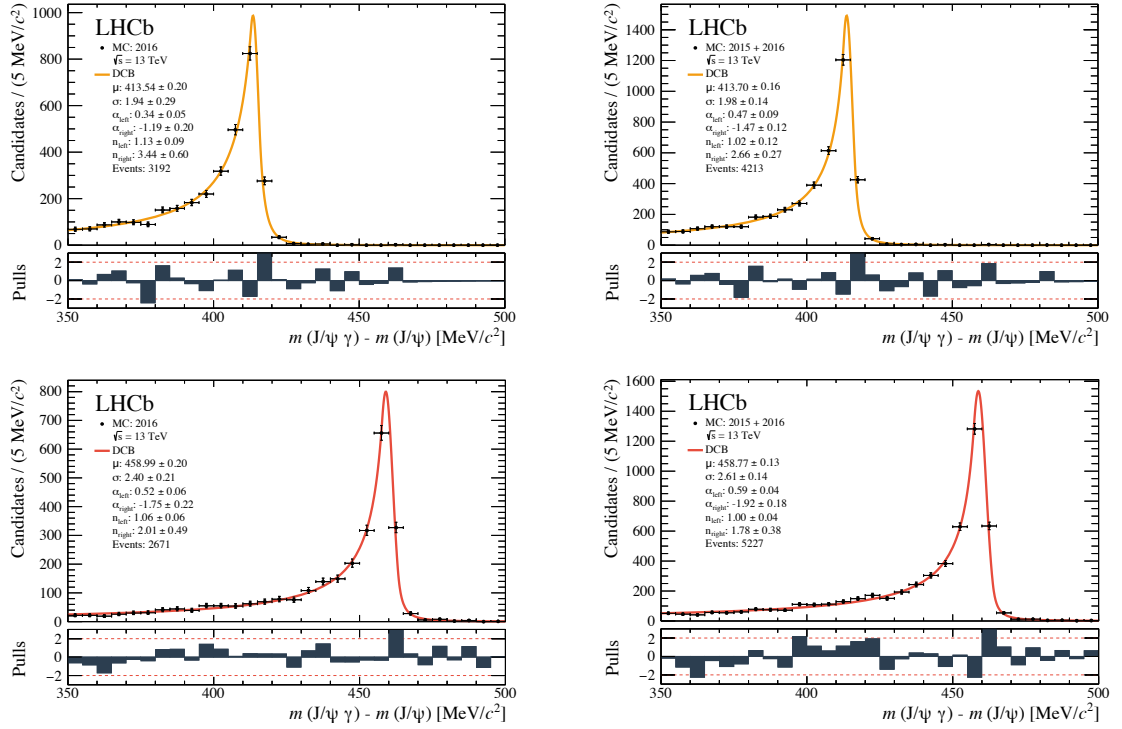 Candidates / (5 MeV/c²)
1000
800
600
400
200
0
LHCb
MC: 2016
√s = 13 TeV
DCB
μ: 413.54 ± 0.20
σ: 1.94 ± 0.29
α_left: 0.34 ± 0.05
α_right: -1.19 ± 0.20
n_left: 1.13 ± 0.09
n_right: 3.44 ± 0.60
Events: 3192
Pulls
2
0
−2
350 400 450 500
m (J/ψ γ) - m (J/ψ) [MeV/c²]
Candidates / (5 MeV/c²)
1400
1200
1000
800
600
400
200
0
LHCb
MC: 2015 + 2016
√s = 13 TeV
DCB
μ: 413.70 ± 0.16
σ: 1.98 ± 0.14
α_left: 0.47 ± 0.09
α_right: -1.47 ± 0.12
n_left: 1.02 ± 0.12
n_right: 2.66 ± 0.27
Events: 4213
Pulls
2
0
−2
350 400 450 500
m (J/ψ γ) - m (J/ψ) [MeV/c²]
Candidates / (5 MeV/c²)
800
700
600
500
400
300
200
100
0
LHCb
MC: 2016
√s = 13 TeV
DCB
μ: 458.99 ± 0.20
σ: 2.40 ± 0.21
α_left: 0.52 ± 0.06
α_right: -1.75 ± 0.22
n_left: 1.06 ± 0.06
n_right: 2.01 ± 0.49
Events: 2671
Pulls
2
0
−2
350 400 450 500
m (J/ψ γ) - m (J/ψ) [MeV/c²]
Candidates / (5 MeV/c²)
1600
1400
1200
1000
800
600
400
200
0
LHCb
MC: 2015 + 2016
√s = 13 TeV
DCB
μ: 458.77 ± 0.13
σ: 2.61 ± 0.14
α_left: 0.59 ± 0.04
α_right: -1.92 ± 0.18
n_left: 1.00 ± 0.04
n_right: 1.78 ± 0.38
Events: 5227
Pulls
2
0
−2
350 400 450 500
m (J/ψ γ) - m (J/ψ) [MeV/c²]